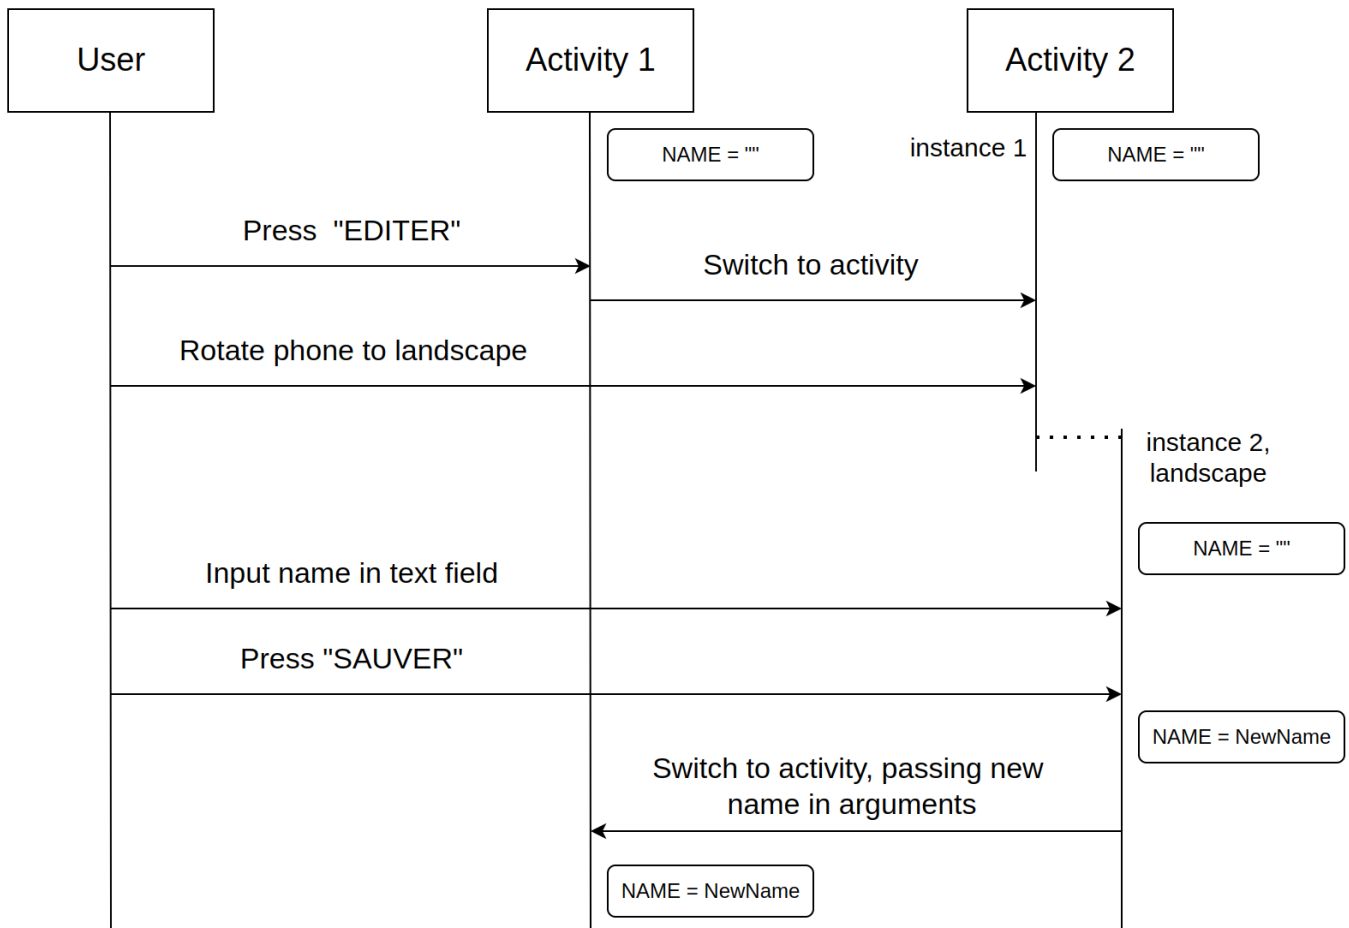 User
Activity 1
Activity 2
NAME = ""
instance 1
NAME = ""
Press  "EDITER"
Switch to activity
Rotate phone to landscape
instance 2,
landscape
NAME = ""
Input name in text field
Press "SAUVER"
NAME = NewName
Switch to activity, passing new
name in arguments
NAME = NewName